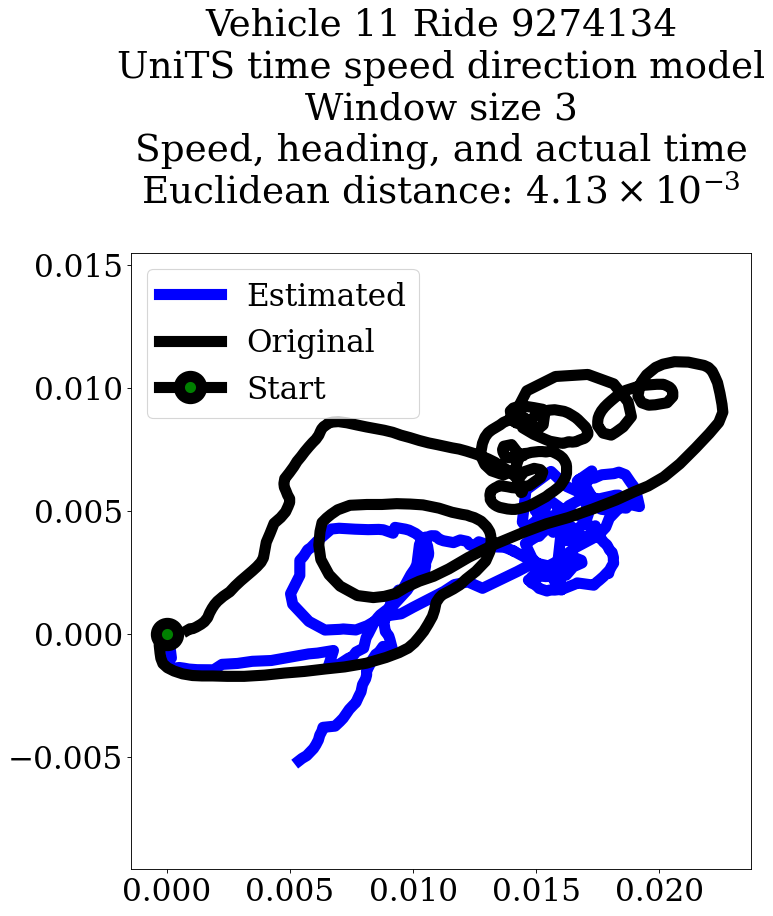 Vehicle 11 Ride 9274134
UniTS time speed direction model
Window size 3
Speed, heading, and actual time
Euclidean distance: 4.13 × 10⁻³
0.015
0.010
0.005
0.000
−0.005
Estimated
Original
Start
0.000 0.005 0.010 0.015 0.020